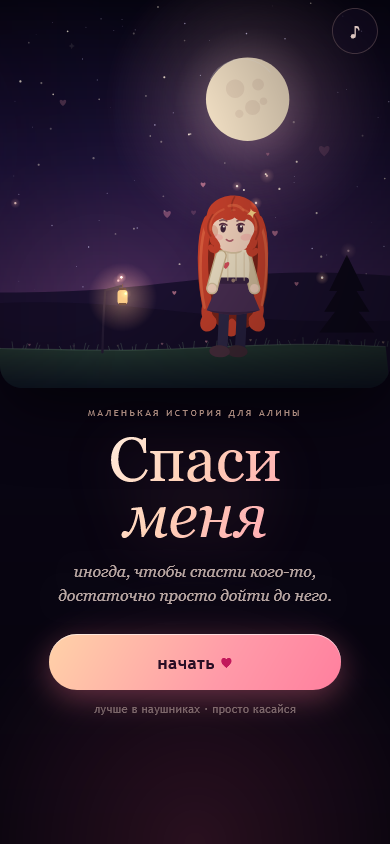 МАЛЕНЬКАЯ ИСТОРИЯ ДЛЯ АЛИНЫ
Спаси
меня
иногда, чтобы спасти кого-то,
достаточно просто дойти до него.
начать ♥
лучше в наушниках · просто касайся